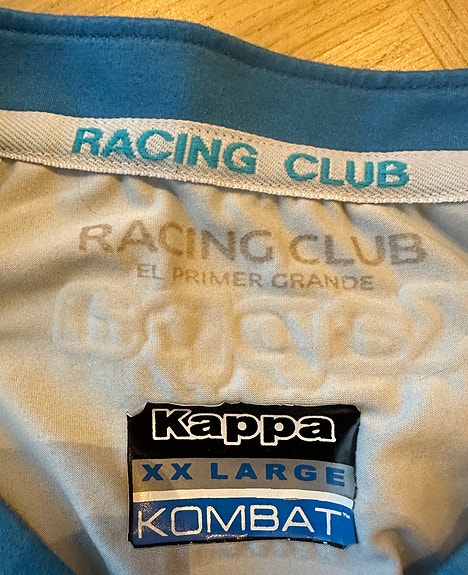 RACING CLUB
RACING CLUB
EL PRIMER GRANDE
Kappa
XX LARGE
KOMBAT™